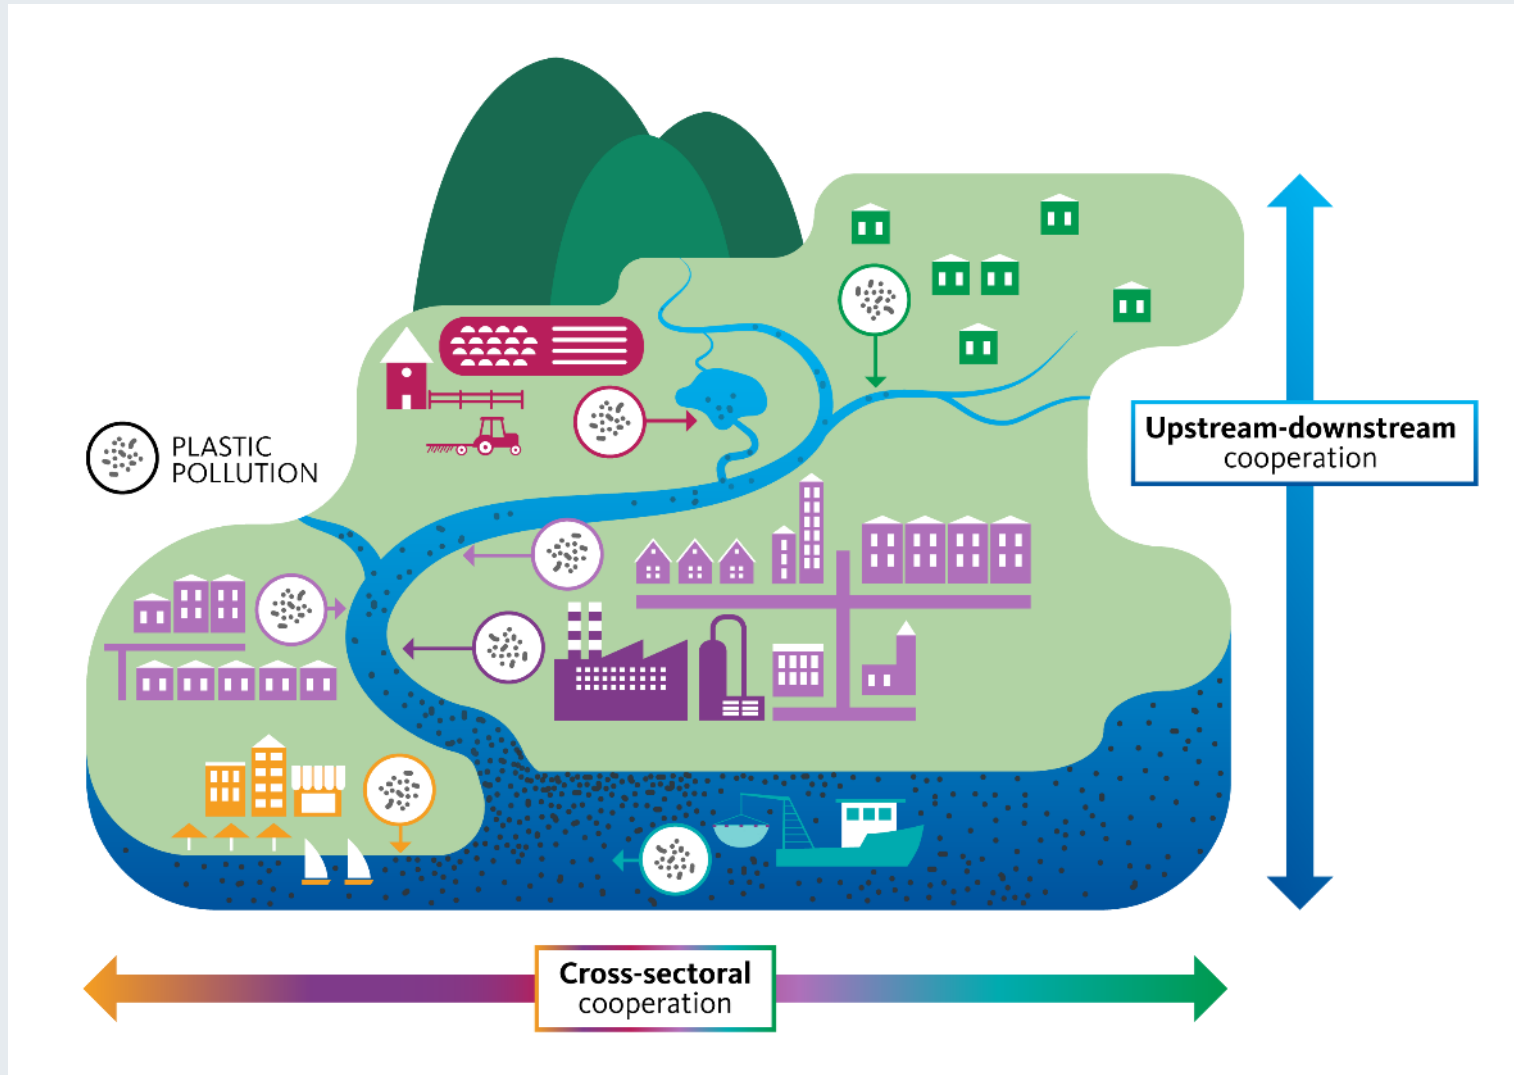 PLASTIC
POLLUTION
Upstream-downstream
cooperation
Cross-sectoral
cooperation